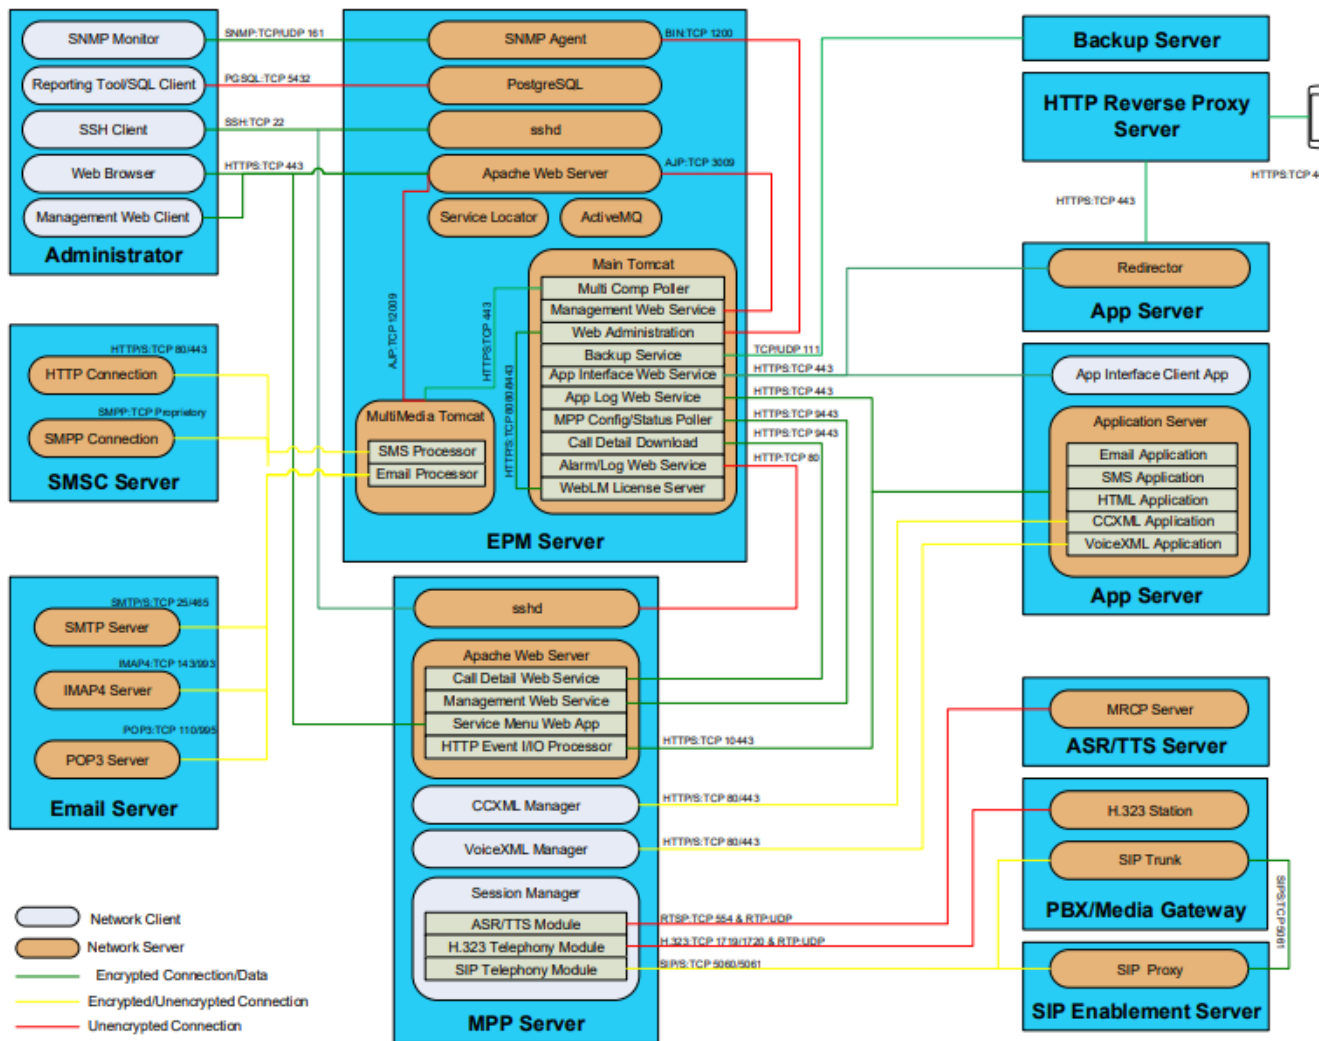 SNMP Monitor
Reporting Tool/SQL Client
SSH Client
Web Browser
Management Web Client
Administrator
SNMP:TCP/UDP 161
PGSQL:TCP 5432
SSH:TCP 22
HTTPS:TCP 443
SNMP Agent
PostgreSQL
sshd
Apache Web Server
Service Locator
ActiveMQ
BIN:TCP 1200
AJP:TCP 3009
AJP:TCP 12009
HTTPS:TCP 443
HTTP/S:TCP 8080/8443
Main Tomcat
Multi Comp Poller
Management Web Service
Web Administration
Backup Service
App Interface Web Service
App Log Web Service
MPP Config/Status Poller
Call Detail Download
Alarm/Log Web Service
WebLM License Server
MultiMedia Tomcat
SMS Processor
Email Processor
EPM Server
TCP/UDP 111
HTTPS:TCP 443
HTTPS:TCP 443
HTTPS:TCP 9443
HTTPS:TCP 9443
HTTP:TCP 80
Backup Server
HTTP Reverse Proxy
Server
HTTPS:TCP 443
Redirector
App Server
App Interface Client App
Application Server
Email Application
SMS Application
HTML Application
CCXML Application
VoiceXML Application
App Server
HTTP/S:TCP 80/443
HTTP Connection
SMPP:TCP Proprietory
SMPP Connection
SMSC Server
SMTP/S:TCP 25/465
SMTP Server
IMAP4:TCP 143/993
IMAP4 Server
POP3:TCP 110/995
POP3 Server
Email Server
sshd
Apache Web Server
Call Detail Web Service
Management Web Service
Service Menu Web App
HTTP Event I/IO Processor
HTTPS:TCP 10443
CCXML Manager
HTTP/S:TCP 80/443
VoiceXML Manager
HTTP/S:TCP 80/443
Session Manager
ASR/TTS Module
H.323 Telephony Module
SIP Telephony Module
MPP Server
RTSP:TCP 554 & RTP:UDP
H.323:TCP 1719/1720 & RTP:UDP
SIP/S:TCP 5060/5061
MRCP Server
ASR/TTS Server
H.323 Station
SIP Trunk
PBX/Media Gateway
SIPS:TCP5061
SIP Proxy
SIP Enablement Server
Network Client
Network Server
Encrypted Connection/Data
Encrypted/Unencrypted Connection
Unencrypted Connection